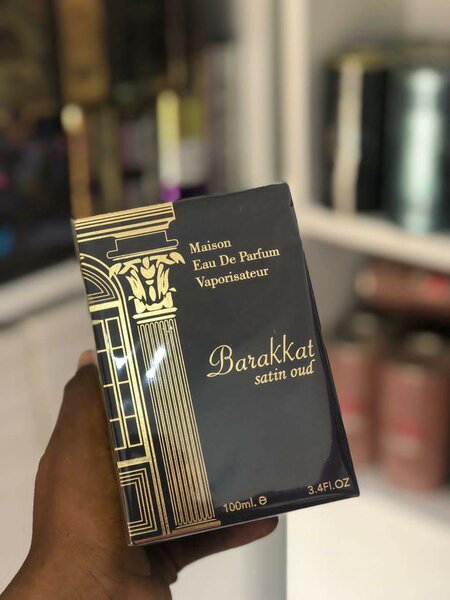 Maison
Eau De Parfum
Vaporisateur
Barakkat
satin oud
100ml. e
3.4Fl.OZ